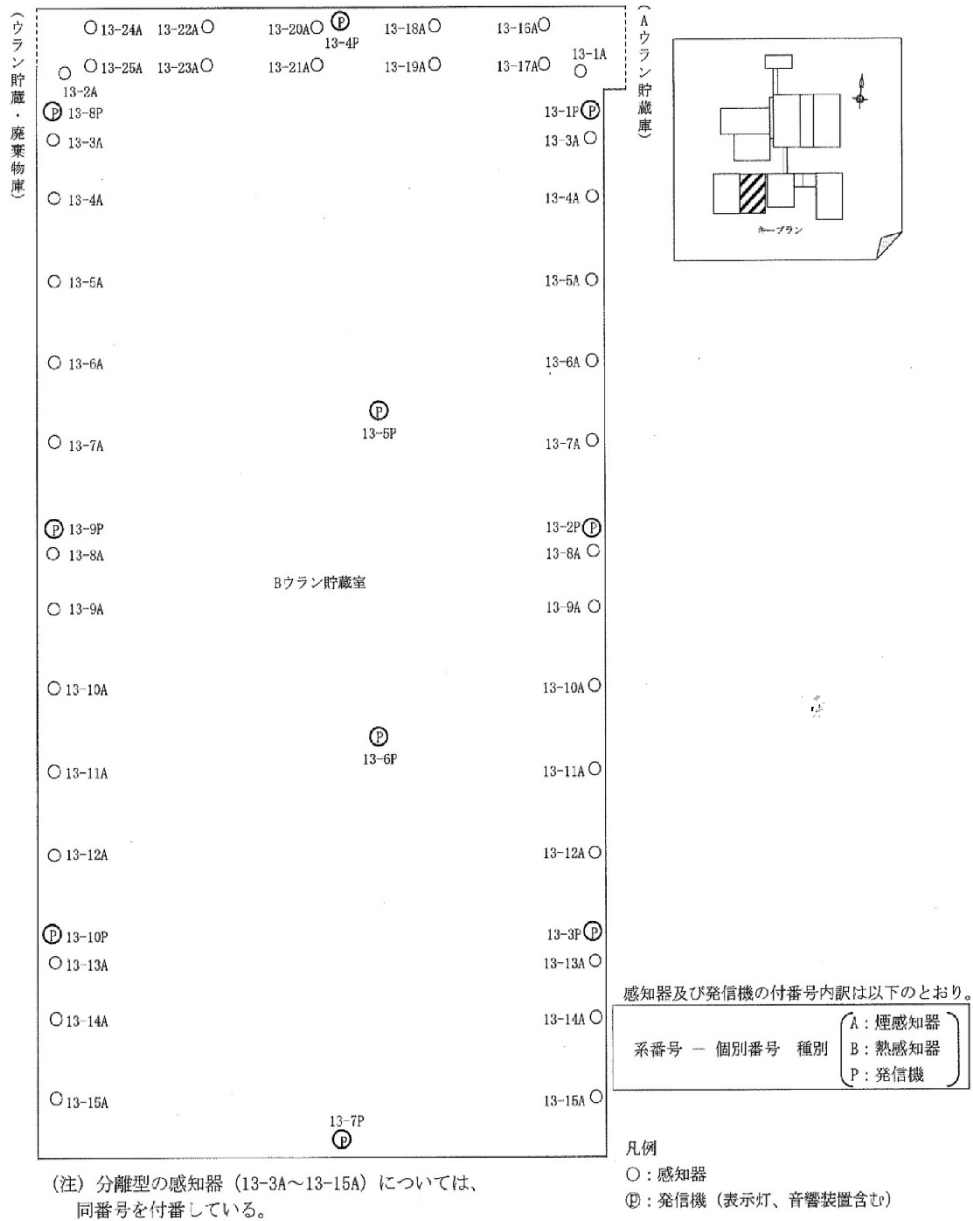 (ウラン貯蔵・廃棄物庫)
(Aウラン貯蔵庫)
13-24A 13-22A 13-20A Ⓟ 13-18A 13-16A
13-4P
13-1A
13-25A 13-23A 13-21A 13-19A 13-17A
13-2A
Ⓟ 13-8P 13-1P Ⓟ
13-3A 13-3A
13-4A 13-4A
キープラン
13-5A 13-5A
13-6A 13-6A
Ⓟ
13-5P
13-7A 13-7A
Ⓟ 13-9P 13-2P Ⓟ
13-8A 13-8A
Bウラン貯蔵室
13-9A 13-9A
13-10A 13-10A
Ⓟ
13-6P
13-11A 13-11A
13-12A 13-12A
Ⓟ 13-10P 13-3P Ⓟ
13-13A 13-13A
13-14A 13-14A
13-15A 13-15A
13-7P
Ⓟ
感知器及び発信機の付番号内訳は以下のとおり。
系番号 ― 個別番号 種別
A:煙感知器
B:熱感知器
P:発信機
凡例
○:感知器
Ⓟ:発信機(表示灯、音響装置含む)
(注)分離型の感知器(13-3A~13-15A)については、
同番号を付番している。